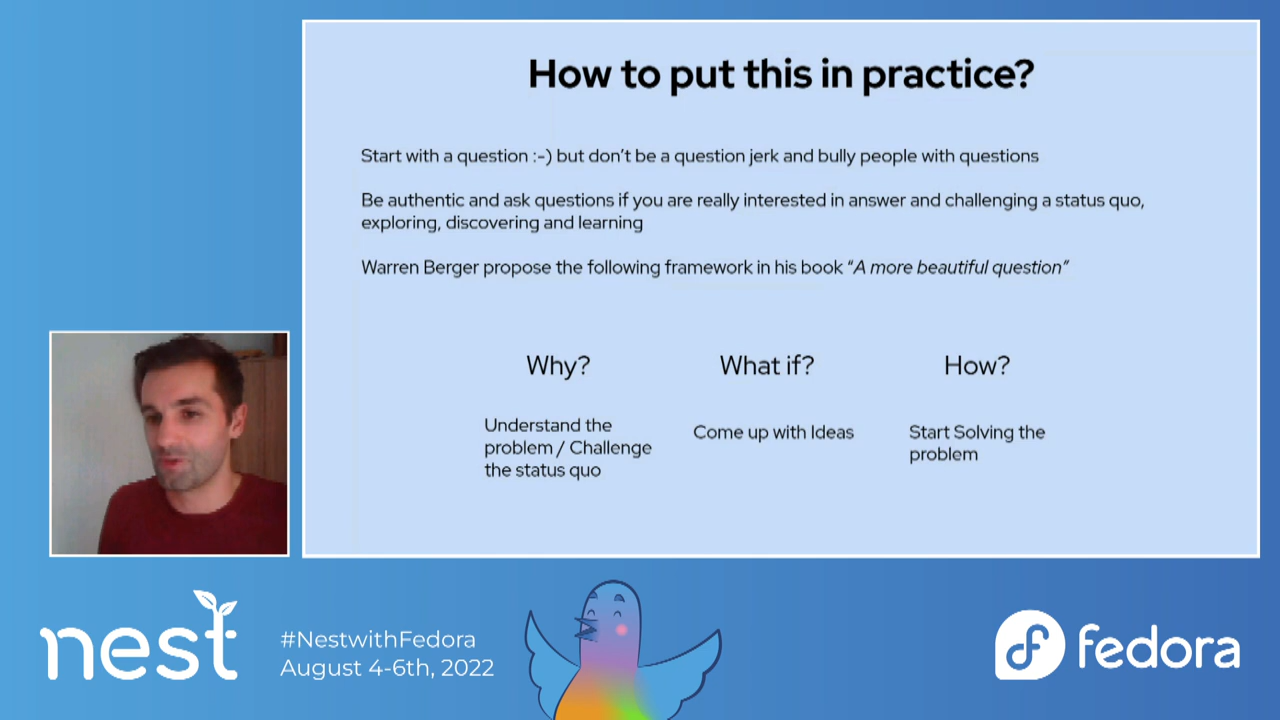 How to put this in practice?
Start with a question :-) but don't be a question jerk and bully people with questions
Be authentic and ask questions if you are really interested in answer and challenging a status quo,
exploring, discovering and learning
Warren Berger propose the following framework in his book “A more beautiful question”
Why?
What if?
How?
Understand the
problem / Challenge
the status quo
Come up with Ideas
Start Solving the
problem
nest
#NestwithFedora
August 4-6th, 2022
fedora